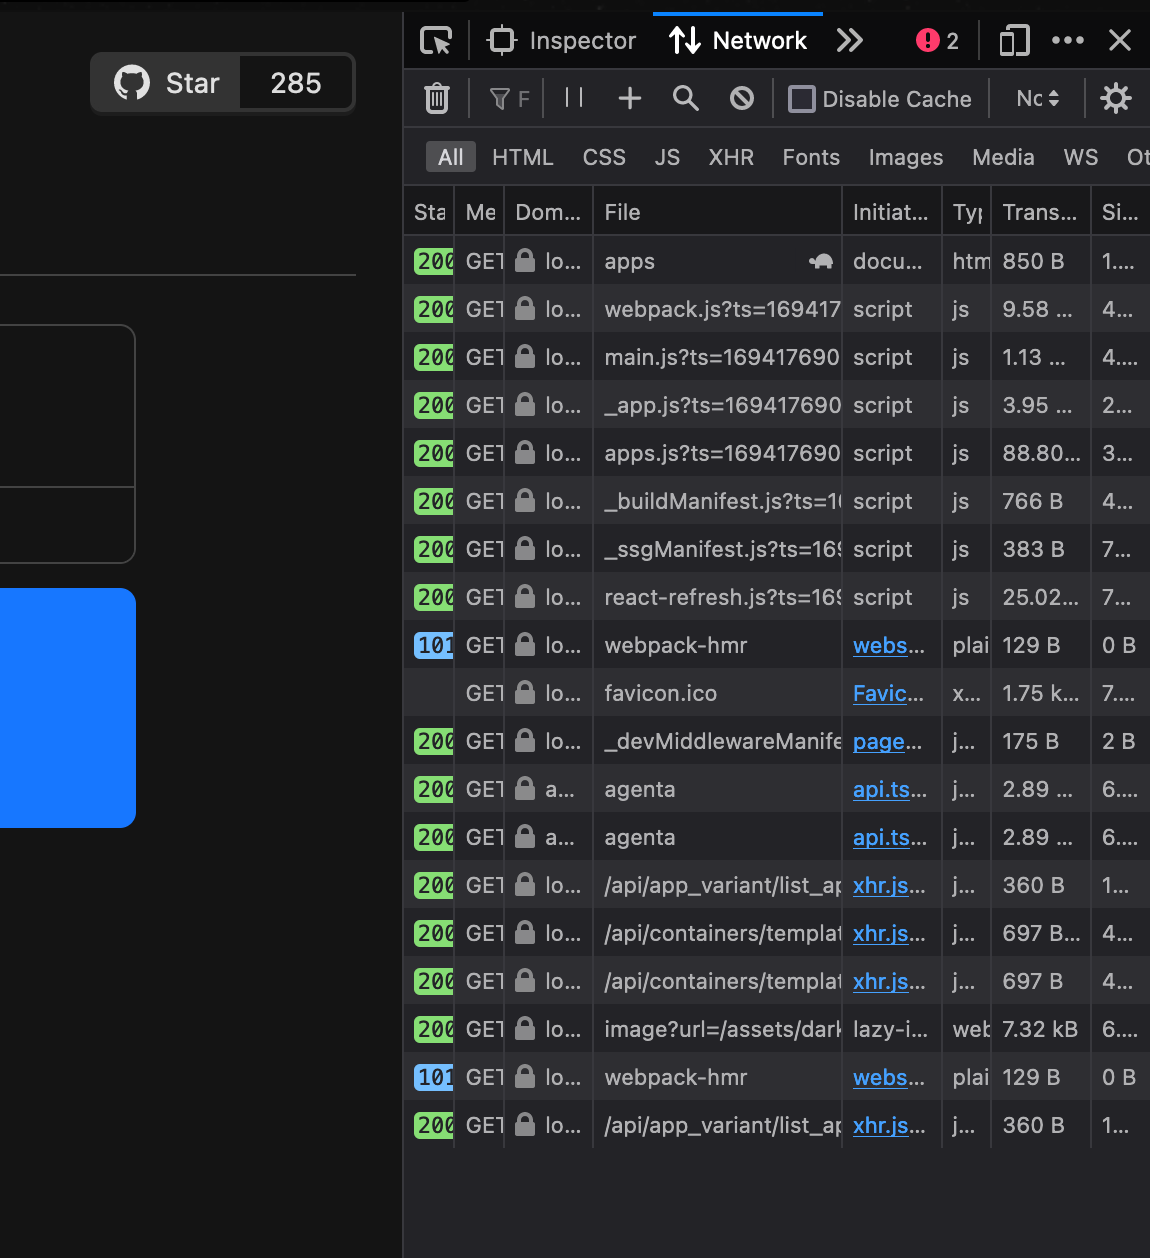 Star 285
Inspector Network 2
F Disable Cache No
All HTML CSS JS XHR Fonts Images Media WS Ot
Sta Me Dom... File Initiat... Typ Trans... Si...
200 GET lo... apps docu... htm 850 B 1....
200 GET lo... webpack.js?ts=169417 script js 9.58 ... 4...
200 GET lo... main.js?ts=169417690 script js 1.13 ... 4....
200 GET lo... _app.js?ts=169417690 script js 3.95 ... 2...
200 GET lo... apps.js?ts=169417690 script js 88.80... 3...
200 GET lo... _buildManifest.js?ts=16 script js 766 B 4...
200 GET lo... _ssgManifest.js?ts=169 script js 383 B 7...
200 GET lo... react-refresh.js?ts=169 script js 25.02... 7...
101 GET lo... webpack-hmr webs... plai 129 B 0 B
GET lo... favicon.ico Favic... x... 1.75 k... 7....
200 GET lo... _devMiddlewareManife page... j... 175 B 2 B
200 GET a... agenta api.ts... j... 2.89 ... 6....
200 GET a... agenta api.ts... j... 2.89 ... 6....
200 GET lo... /api/app_variant/list_ap xhr.js... j... 360 B 1...
200 GET lo... /api/containers/templat xhr.js... j... 697 B... 4...
200 GET lo... /api/containers/templat xhr.js... j... 697 B 4...
200 GET lo... image?url=/assets/dark lazy-i... web 7.32 kB 6....
101 GET lo... webpack-hmr webs... plai 129 B 0 B
200 GET lo... /api/app_variant/list_ap xhr.js... j... 360 B 1...